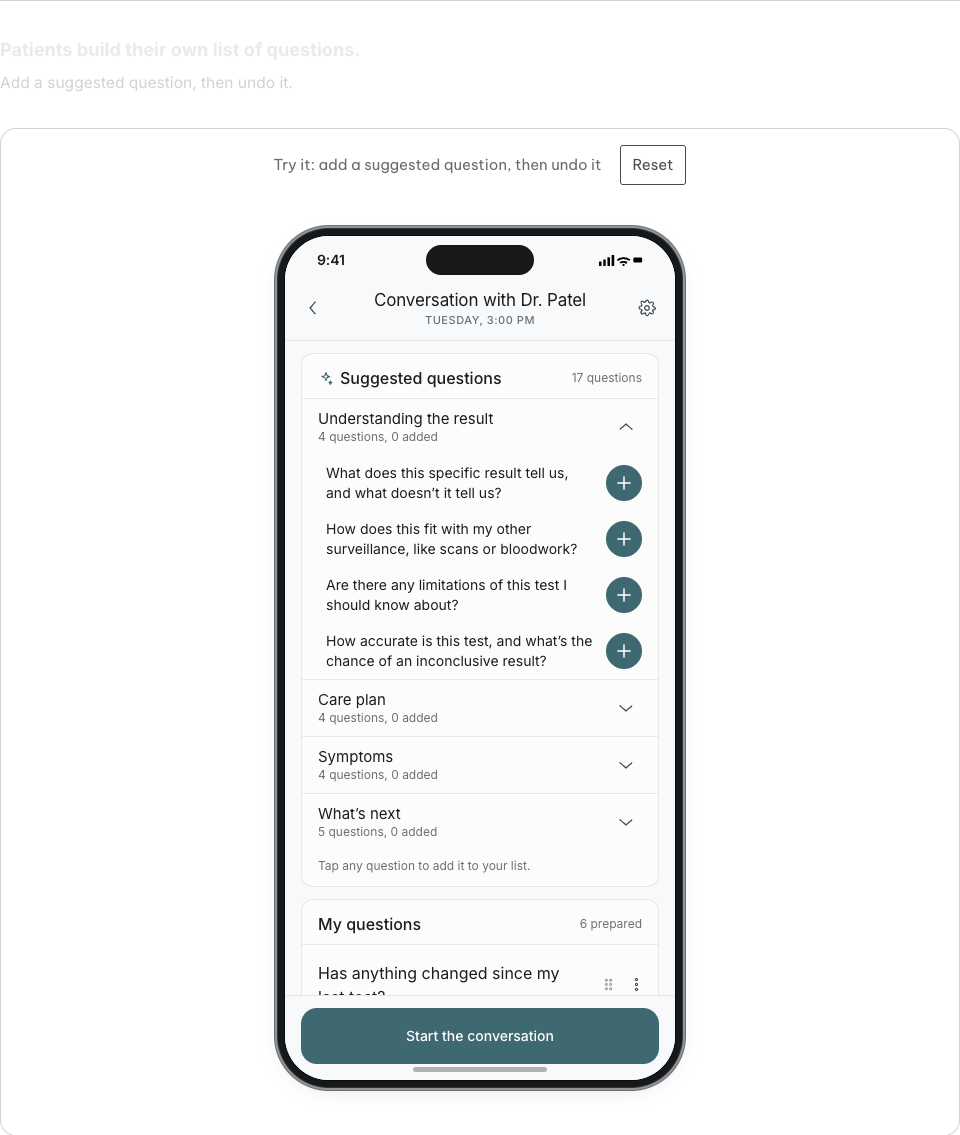 Patients build their own list of questions.
Add a suggested question, then undo it.
Try it: add a suggested question, then undo it
Reset
9:41
Conversation with Dr. Patel
TUESDAY, 3:00 PM
Suggested questions
17 questions
Understanding the result
4 questions, 0 added
What does this specific result tell us,
and what doesn’t it tell us?
How does this fit with my other
surveillance, like scans or bloodwork?
Are there any limitations of this test I
should know about?
How accurate is this test, and what’s the
chance of an inconclusive result?
Care plan
4 questions, 0 added
Symptoms
4 questions, 0 added
What’s next
5 questions, 0 added
Tap any question to add it to your list.
My questions
6 prepared
Has anything changed since my
last test?
Start the conversation